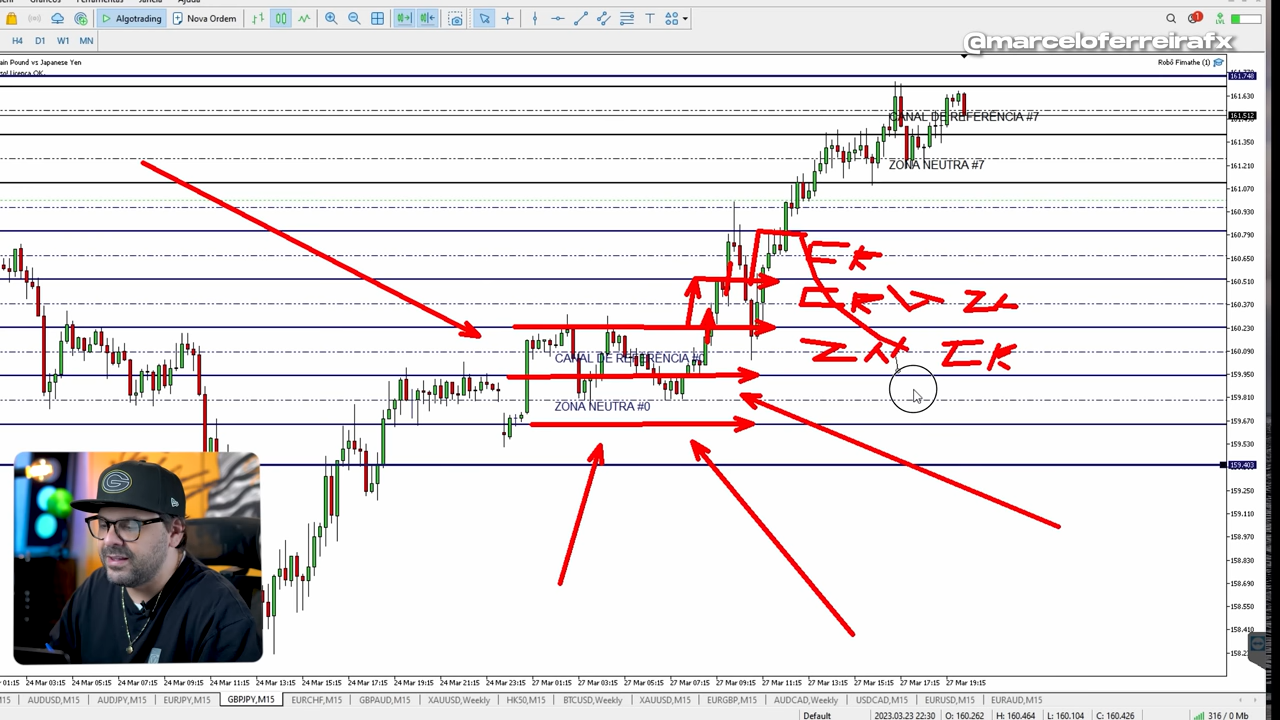 Algotrading
Nova Ordem
H4 D1 W1 MN
@marceloferreirafx
ain Pound vs Japanese Yen
Robô Fimathe (1)
161.748
161.630
161.512
161.350
161.210
161.070
160.930
160.790
160.650
160.510
160.370
160.230
160.090
159.950
159.810
159.670
159.530
159.403
159.250
159.110
158.970
158.830
158.690
158.550
158.410
CANAL DE REFERÊNCIA #7
ZONA NEUTRA #7
CANAL DE REFERÊNCIA #0
ZONA NEUTRA #0
24 Mar 03:15 24 Mar 05:15 24 Mar 07:15 24 Mar 09:15 24 Mar 11:15 24 Mar 13:15 24 Mar 15:15 24 Mar 17:15 24 Mar 19:15 24 Mar 21:15 24 Mar 23:15 27 Mar 01:15 27 Mar 03:15 27 Mar 05:15 27 Mar 07:15 27 Mar 09:15 27 Mar 11:15 27 Mar 13:15 27 Mar 15:15 27 Mar 17:15 27 Mar 19:15
AUDUSD,M15 AUDJPY,M15 EURJPY,M15 GBPJPY,M15 EURCHF,M15 GBPAUD,M15 XAUUSD,Weekly HK50,M15 BTCUSD,Weekly XAUUSD,M15 EURGBP,M15 AUDCAD,Weekly USDCAD,M15 EURUSD,M15 EURAUD,M15
Default 2023.03.23 22:30 O: 160.262 H: 160.464 L: 160.104 C: 160.426 316 / 0 Mb